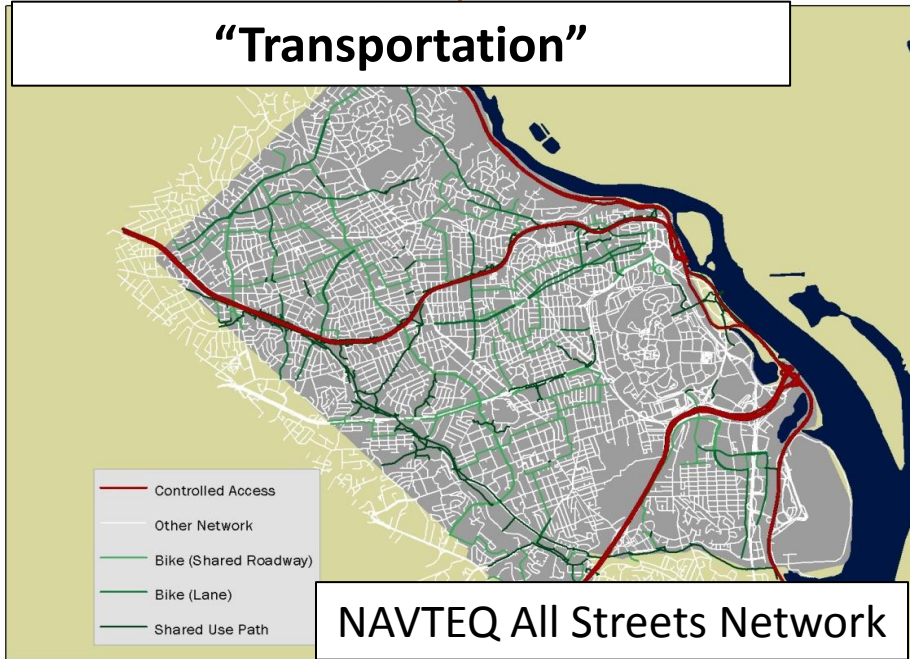 “Transportation”
Controlled Access
Other Network
Bike (Shared Roadway)
Bike (Lane)
Shared Use Path
NAVTEQ All Streets Network